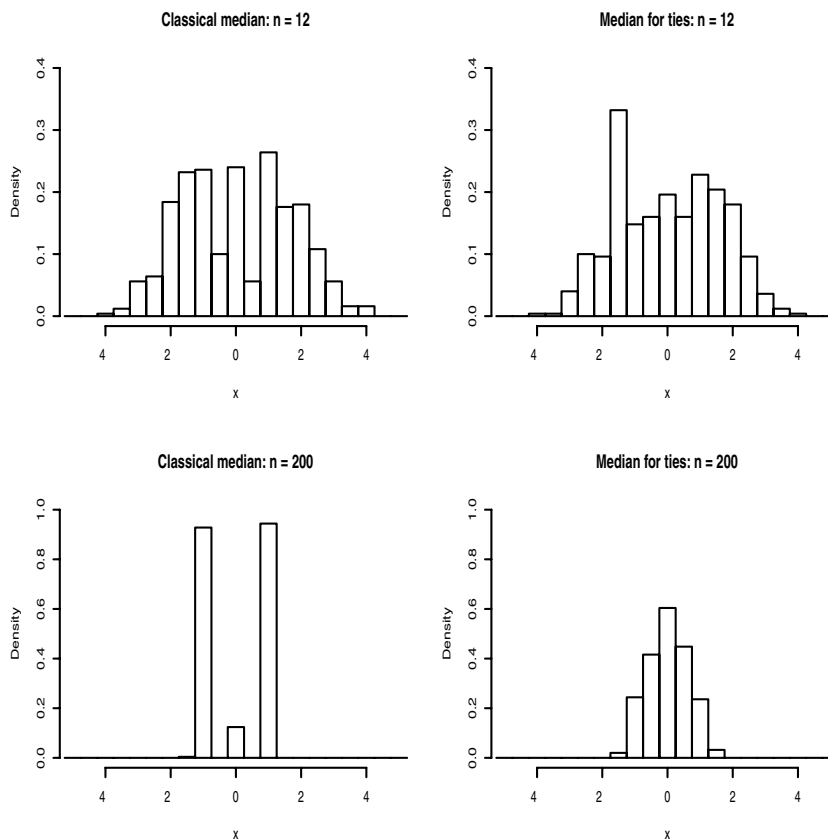 Classical median: n = 12
Density
0.0 0.1 0.2 0.3 0.4
4 2 0 2 4
x
Median for ties: n = 12
Density
0.0 0.1 0.2 0.3 0.4
4 2 0 2 4
x
Classical median: n = 200
Density
0.0 0.2 0.4 0.6 0.8 1.0
4 2 0 2 4
x
Median for ties: n = 200
Density
0.0 0.2 0.4 0.6 0.8 1.0
4 2 0 2 4
x